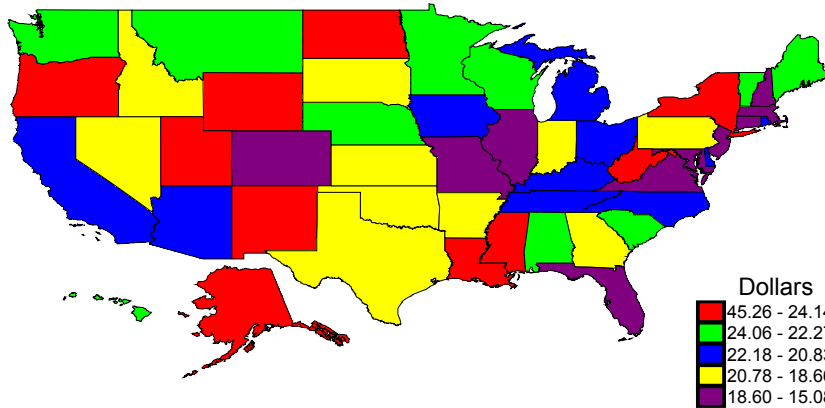 Dollars
45.26 - 24.14
24.06 - 22.27
22.18 - 20.83
20.78 - 18.60
18.60 - 15.08